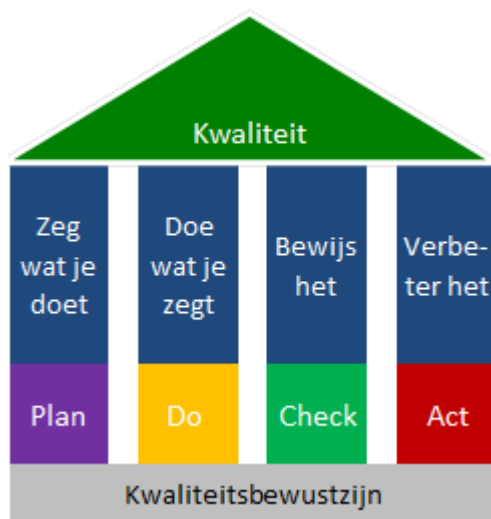 Kwaliteit
Zeg
wat je
doet
Doe
wat je
zegt
Bewijs
het
Verbe-
ter het
Plan
Do
Check
Act
Kwaliteitsbewustzijn